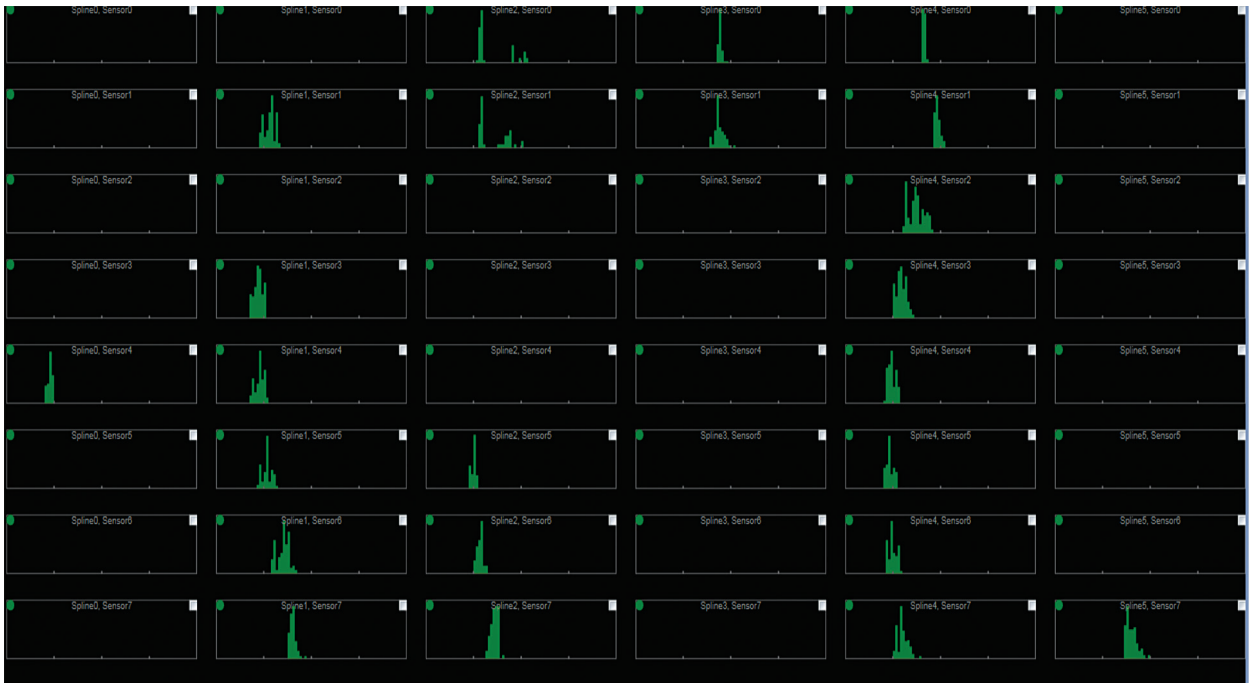 Spline0, Sensor0 Spline1, Sensor0 Spline2, Sensor0 Spline3, Sensor0 Spline4, Sensor0 Spline5, Sensor0
Spline0, Sensor1 Spline1, Sensor1 Spline2, Sensor1 Spline3, Sensor1 Spline4, Sensor1 Spline5, Sensor1
Spline0, Sensor2 Spline1, Sensor2 Spline2, Sensor2 Spline3, Sensor2 Spline4, Sensor2 Spline5, Sensor2
Spline0, Sensor3 Spline1, Sensor3 Spline2, Sensor3 Spline3, Sensor3 Spline4, Sensor3 Spline5, Sensor3
Spline0, Sensor4 Spline1, Sensor4 Spline2, Sensor4 Spline3, Sensor4 Spline4, Sensor4 Spline5, Sensor4
Spline0, Sensor5 Spline1, Sensor5 Spline2, Sensor5 Spline3, Sensor5 Spline4, Sensor5 Spline5, Sensor5
Spline0, Sensor6 Spline1, Sensor6 Spline2, Sensor6 Spline3, Sensor6 Spline4, Sensor6 Spline5, Sensor6
Spline0, Sensor7 Spline1, Sensor7 Spline2, Sensor7 Spline3, Sensor7 Spline4, Sensor7 Spline5, Sensor7